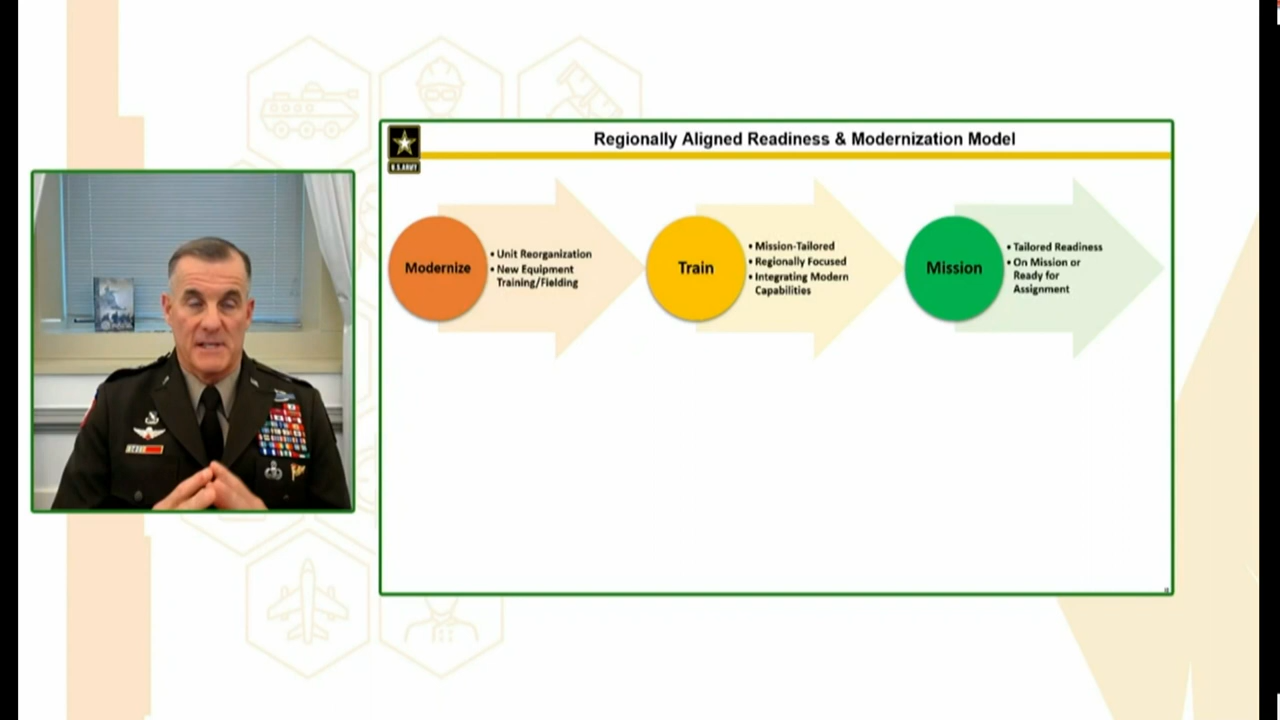 Regionally Aligned Readiness & Modernization Model
U.S.ARMY
Modernize
• Unit Reorganization
• New Equipment
Training/Fielding
Train
• Mission-Tailored
• Regionally Focused
• Integrating Modern
Capabilities
Mission
• Tailored Readiness
• On Mission or
Ready for
Assignment